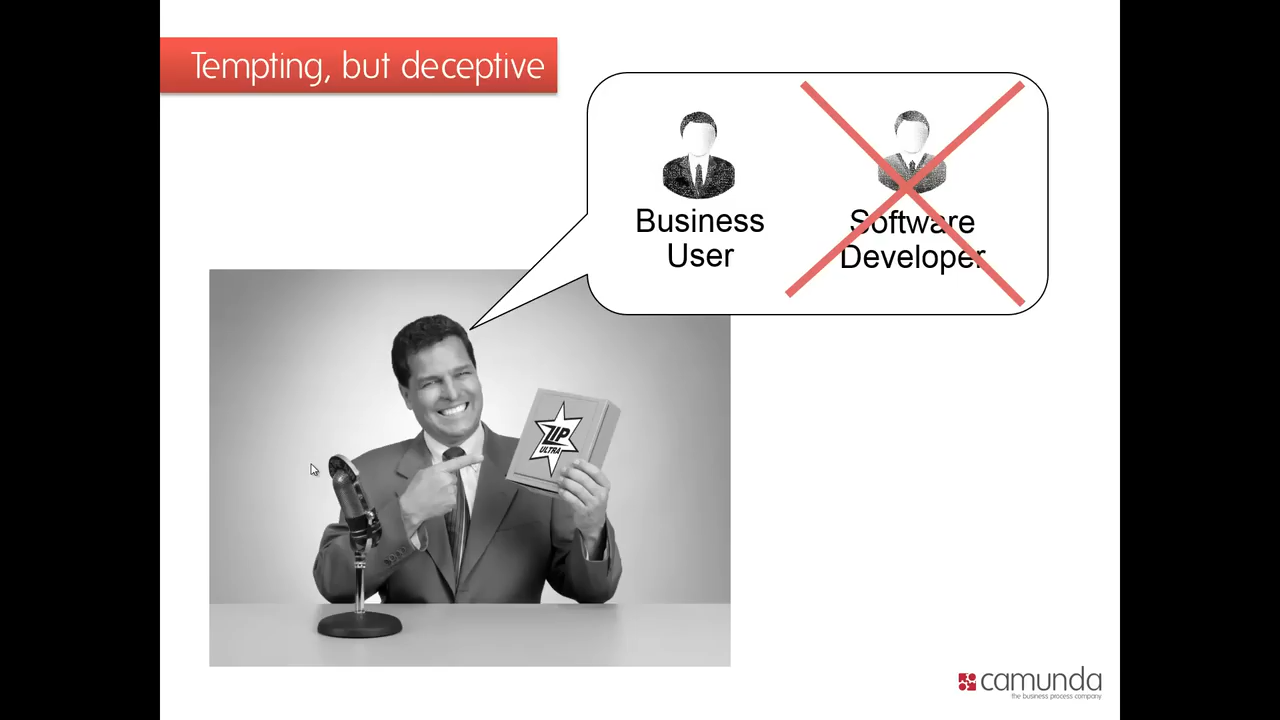 Tempting, but deceptive
Business
User
Software
Developer
ZIP
ULTRA
camunda
the business process company